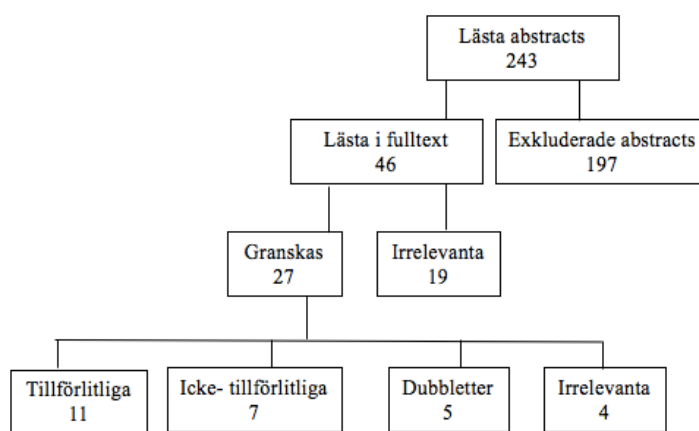 Lästa abstracts
243
Lästa i fulltext
46
Exkluderade abstracts
197
Granskas
27
Irrelevanta
19
Tillförlitliga
11
Icke- tillförlitliga
7
Dubbletter
5
Irrelevanta
4